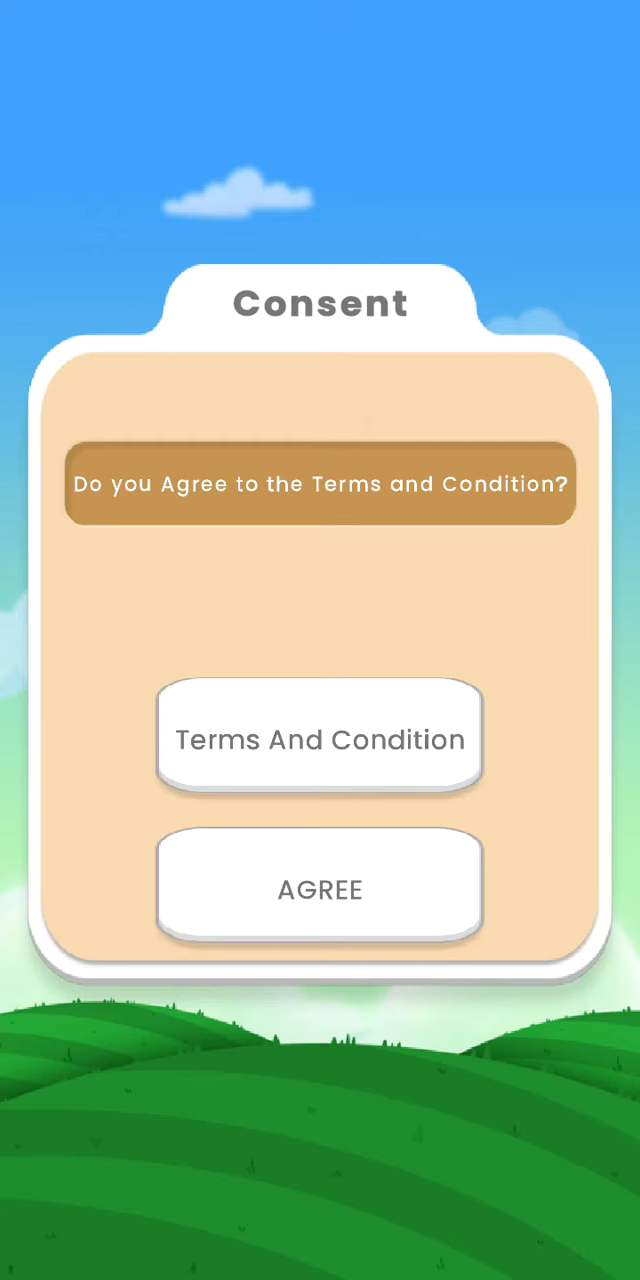 Consent
Do you Agree to the Terms and Condition?
Terms And Condition
AGREE